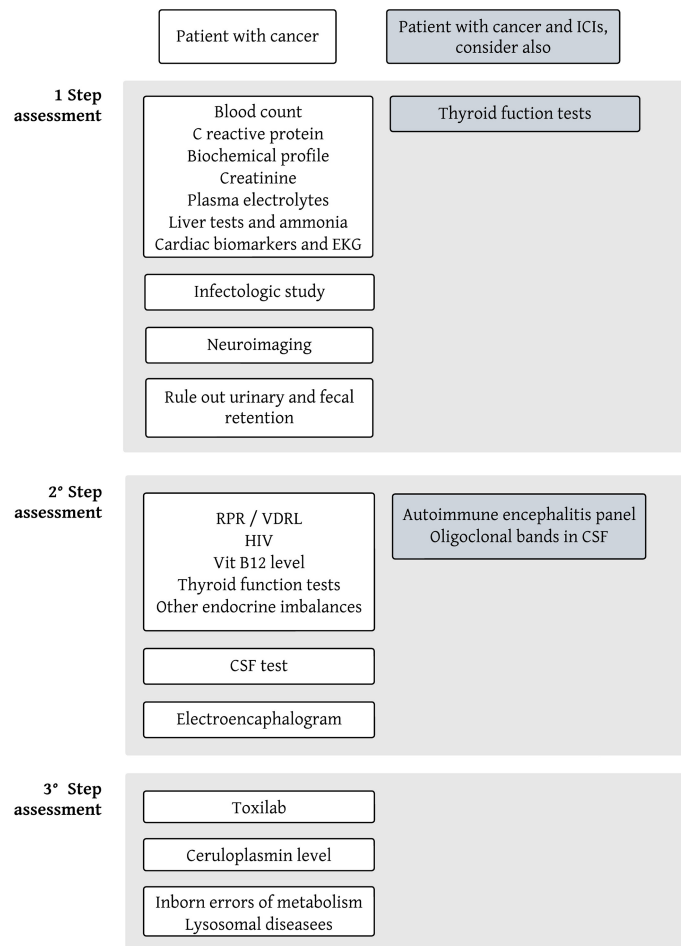 Patient with cancer
Patient with cancer and ICIs,
consider also
1 Step
assessment
Blood count
C reactive protein
Biochemical profile
Creatinine
Plasma electrolytes
Liver tests and ammonia
Cardiac biomarkers and EKG
Thyroid fuction tests
Infectologic study
Neuroimaging
Rule out urinary and fecal
retention
2° Step
assessment
RPR / VDRL
HIV
Vit B12 level
Thyroid function tests
Other endocrine imbalances
Autoimmune encephalitis panel
Oligoclonal bands in CSF
CSF test
Electroencaphalogram
3° Step
assessment
Toxilab
Ceruloplasmin level
Inborn errors of metabolism
Lysosomal diseasees